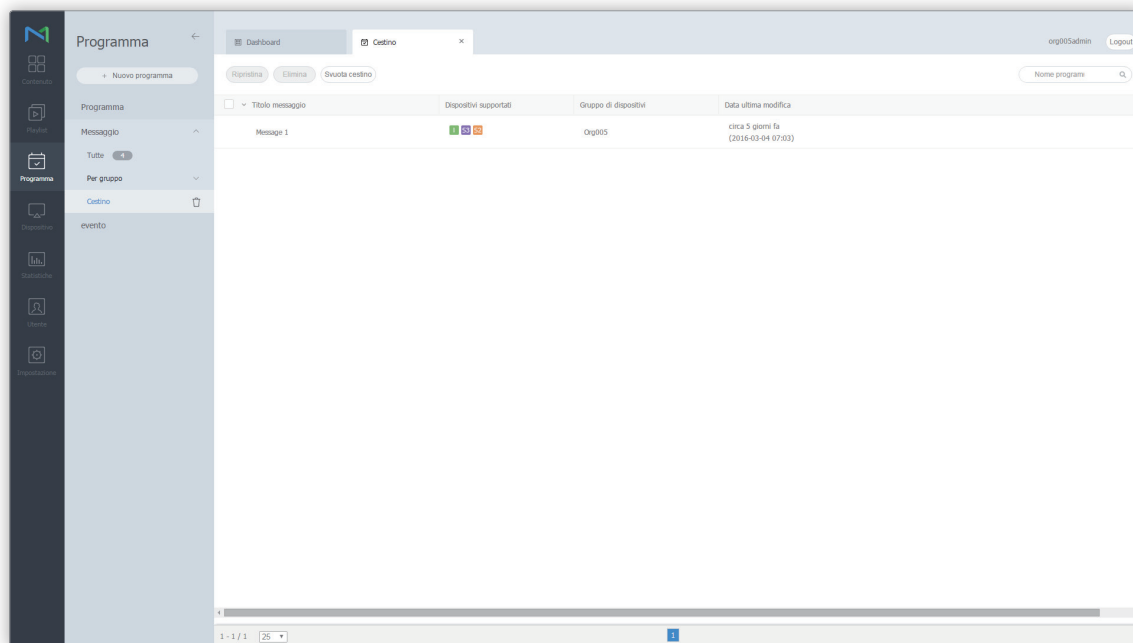 Programma
←
+ Nuovo programma
Programma
Messaggio
Tutte
Per gruppo
Cestino
evento
Contenuto
Playlist
Programma
Dispositivo
Statistiche
Utente
Impostazione
Dashboard
Cestino ×
org005admin
Logout
Ripristina
Elimina
Svuota cestino
Nome programi
Titolo messaggio
Dispositivi supportati
Gruppo di dispositivi
Data ultima modifica
Message 1
I S3 S2
Org005
circa 5 giorni fa
(2016-03-04 07:03)
1 - 1 / 1
25
1